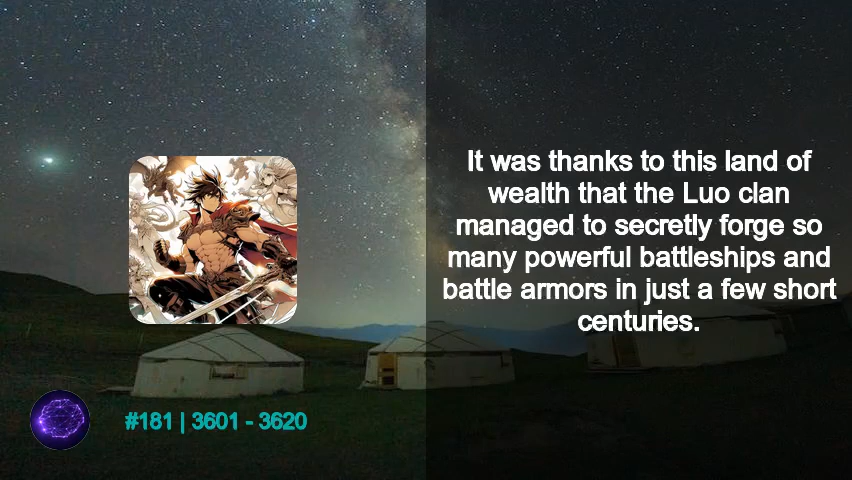 It was thanks to this land of
wealth that the Luo clan
managed to secretly forge so
many powerful battleships and
battle armors in just a few short
centuries.
#181 | 3601 - 3620